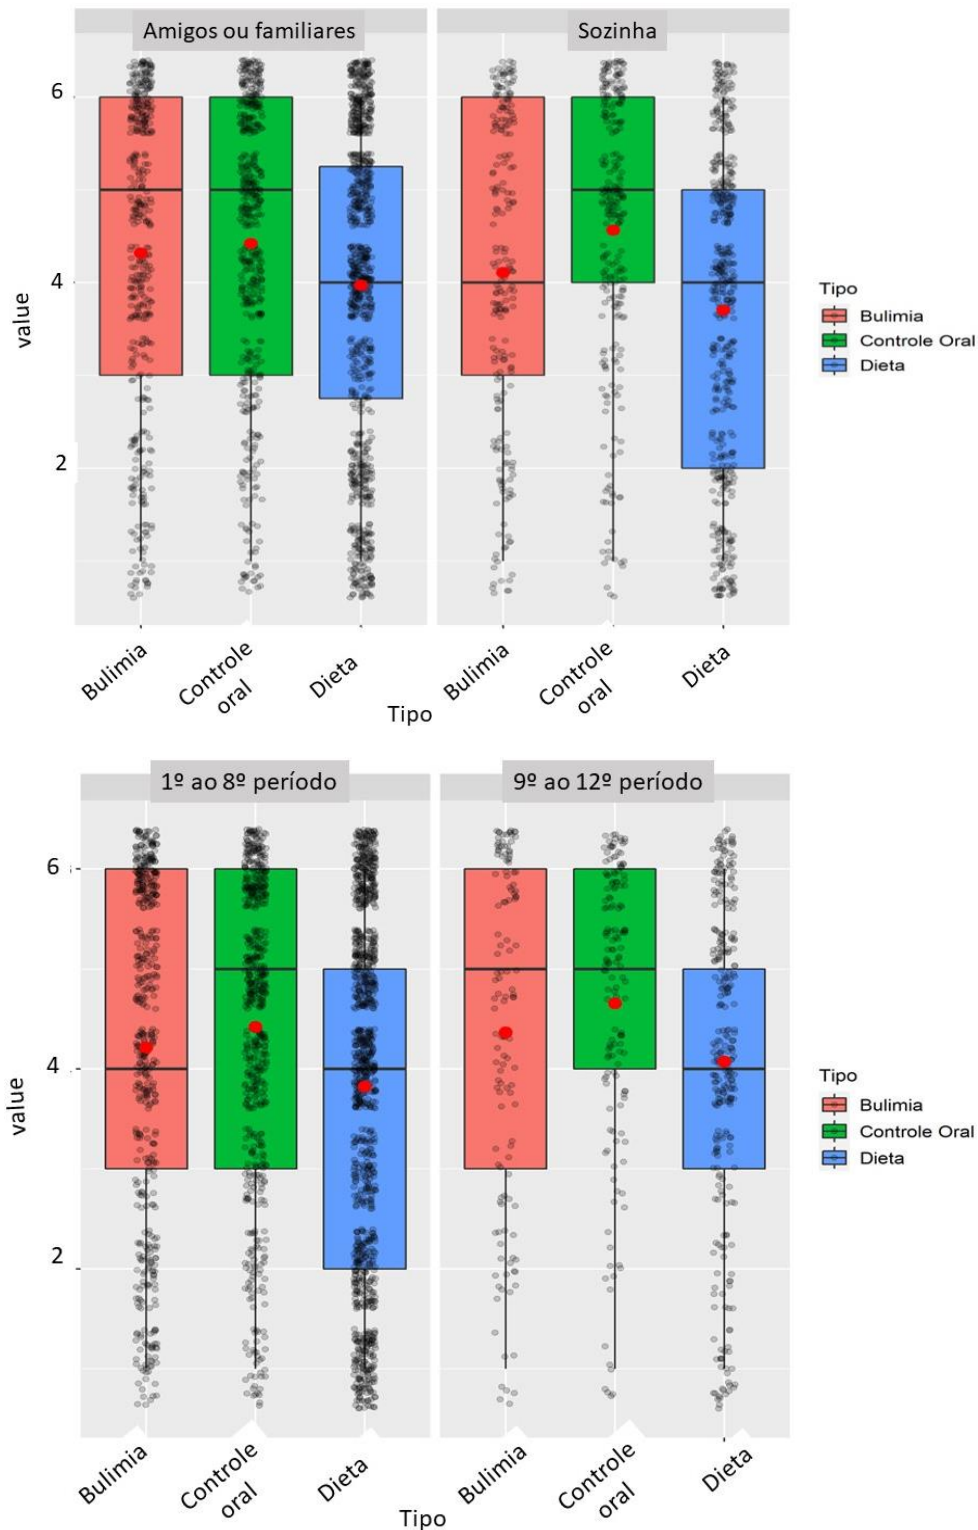 Amigos ou familiares
Sozinha
6
4
2
value
Bulimia
Controle
oral
Dieta
Bulimia
Controle
oral
Dieta
Tipo
Tipo
Bulimia
Controle Oral
Dieta
1º ao 8º período
9º ao 12º período
6
4
2
value
Bulimia
Controle
oral
Dieta
Bulimia
Controle
oral
Dieta
Tipo
Tipo
Bulimia
Controle Oral
Dieta